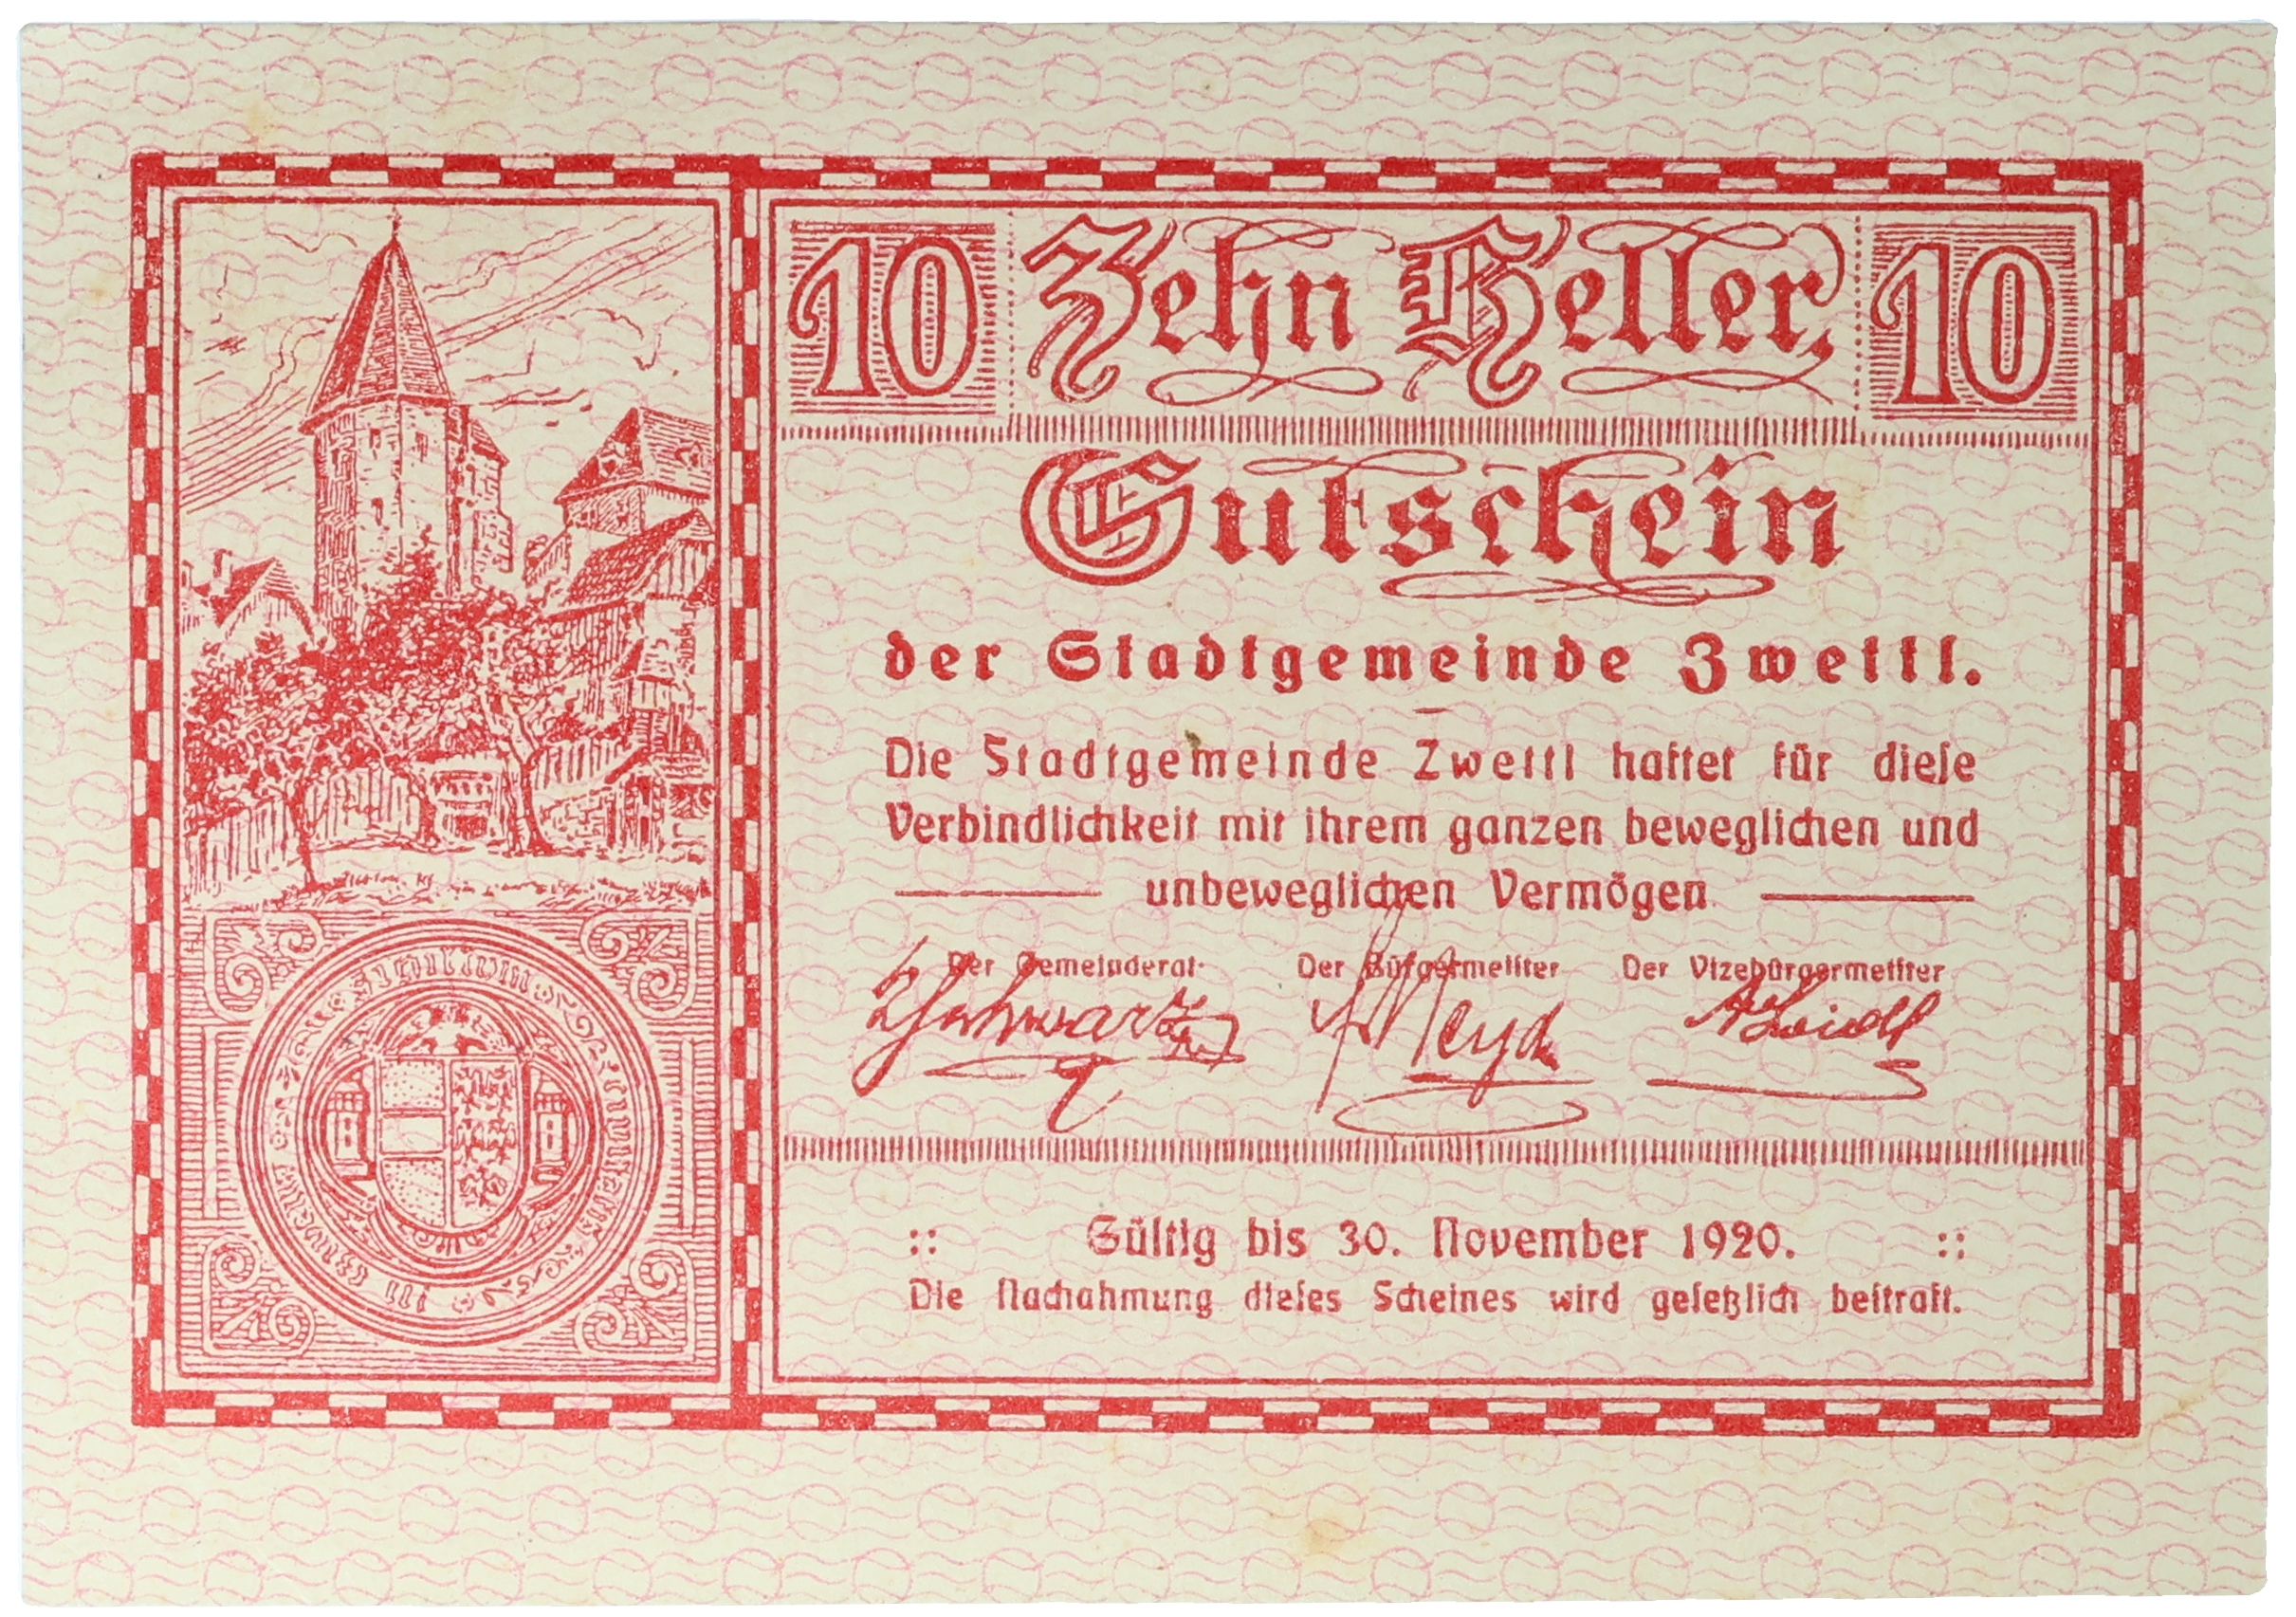 10 Zehn Heller 10
Gutschein
der Stadtgemeinde Zwettl.
Die Stadtgemeinde Zwettl haftet für dieſe
Verbindlichkeit mit ihrem ganzen beweglichen und
unbeweglichen Vermögen
Der Gemeinderat Der Bürgermeiſter Der Vizebürgermeiſter
Schwarz
:: Gültig bis 30. November 1920. ::
Die Nachahmung dieſes Scheines wird geſetzlich beſtraft.